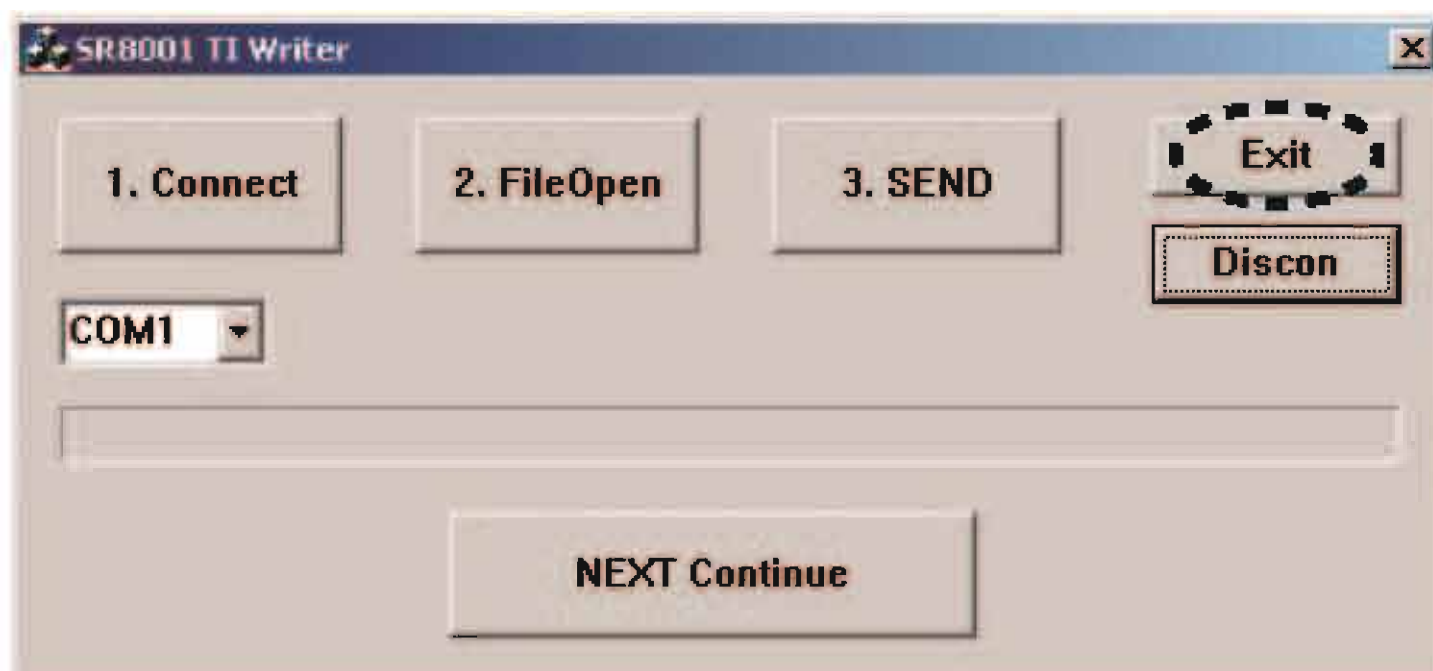 SR8001 TI Writer
1. Connect
2. FileOpen
3. SEND
Exit
Discon
COM1
NEXT Continue